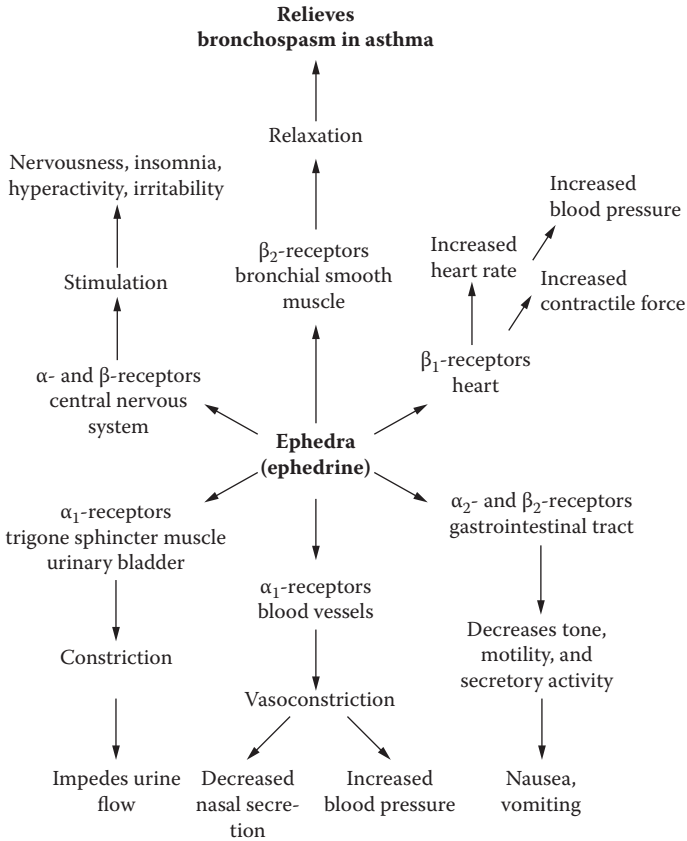 Relieves
bronchospasm in asthma
Relaxation
Nervousness, insomnia,
hyperactivity, irritability
Increased
blood pressure
β₂-receptors
bronchial smooth
muscle
Increased
heart rate
Stimulation
Increased
contractile force
β₁-receptors
heart
α- and β-receptors
central nervous
system
Ephedra
(ephedrine)
α₁-receptors
trigone sphincter muscle
urinary bladder
α₂- and β₂-receptors
gastrointestinal tract
α₁-receptors
blood vessels
Constriction
Decreases tone,
motility, and
secretory activity
Vasoconstriction
Impedes urine
flow
Decreased
nasal secre-
tion
Increased
blood pressure
Nausea,
vomiting